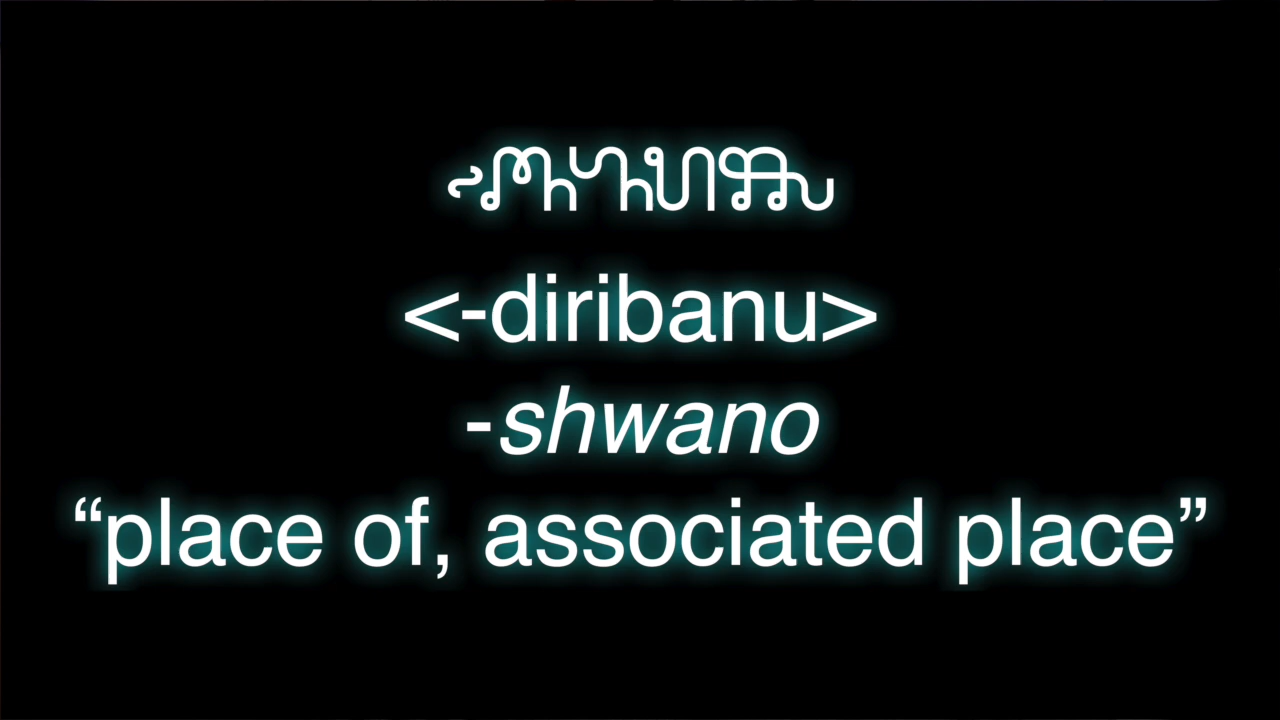 <-diribanu>
-shwano
“place of, associated place”